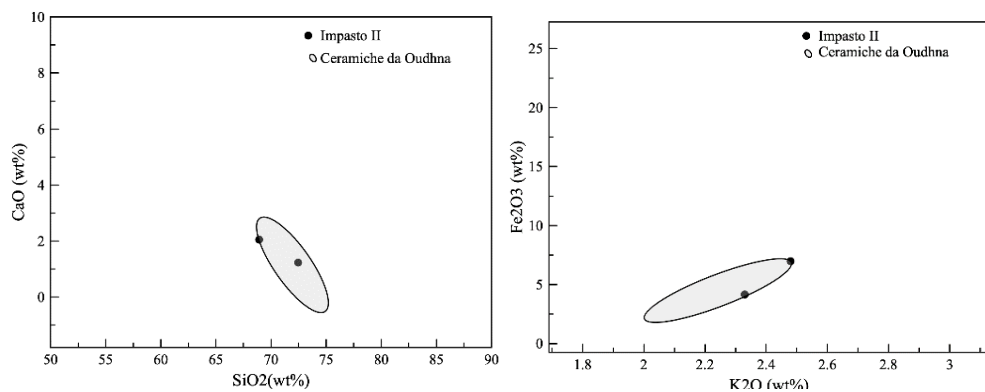 10
8
6
4
2
0
CaO (wt%)
Impasto II
Ceramiche da Oudhna
50 55 60 65 70 75 80 85 90
SiO2(wt%)
25
20
15
10
5
0
Fe2O3 (wt%)
Impasto II
Ceramiche da Oudhna
1.8 2 2.2 2.4 2.6 2.8 3
K2O (wt%)